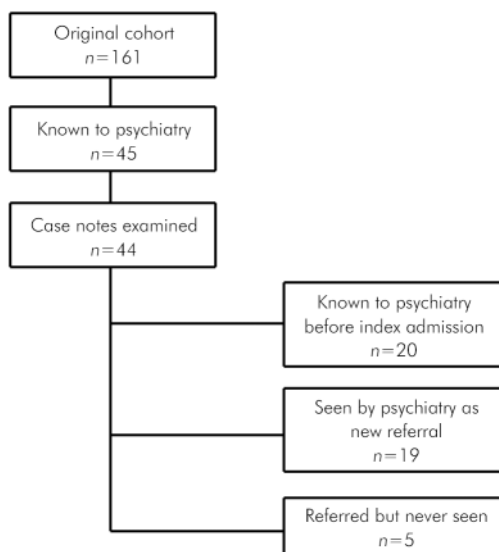 Original cohort
n=161
Known to psychiatry
n=45
Case notes examined
n=44
Known to psychiatry
before index admission
n=20
Seen by psychiatry as
new referral
n=19
Referred but never seen
n=5